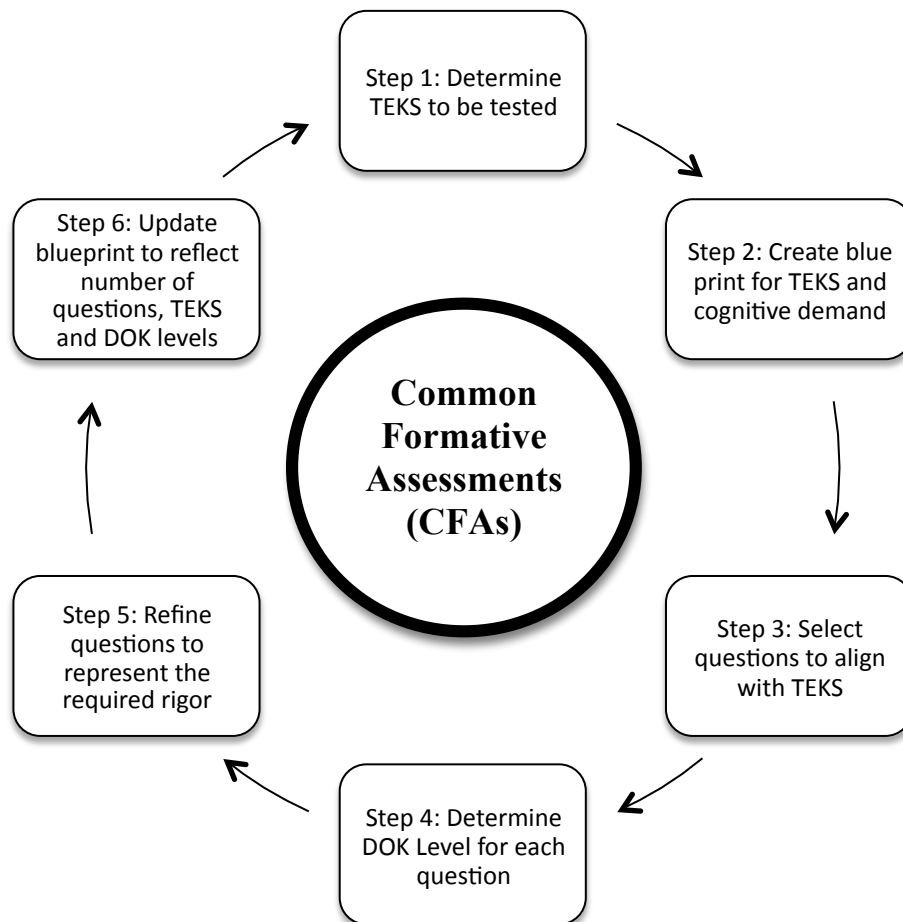 Step 1: Determine
TEKS to be tested
Step 2: Create blue
print for TEKS and
cognitive demand
Step 3: Select
questions to align
with TEKS
Step 4: Determine
DOK Level for each
question
Step 5: Refine
questions to
represent the
required rigor
Step 6: Update
blueprint to reflect
number of
questions, TEKS
and DOK levels
Common
Formative
Assessments
(CFAs)